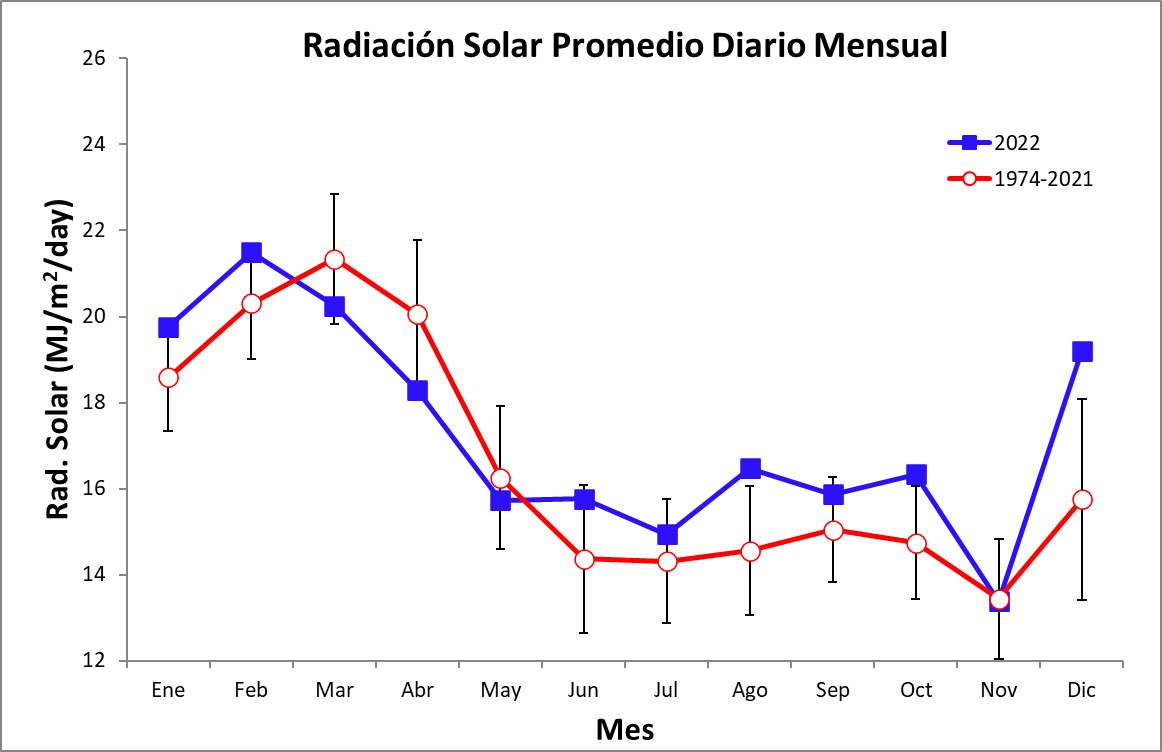 Radiación Solar Promedio Diario Mensual
26
24
22
20
18
16
14
12
Rad. Solar (MJ/m²/day)
2022
1974-2021
Ene Feb Mar Abr May Jun Jul Ago Sep Oct Nov Dic
Mes